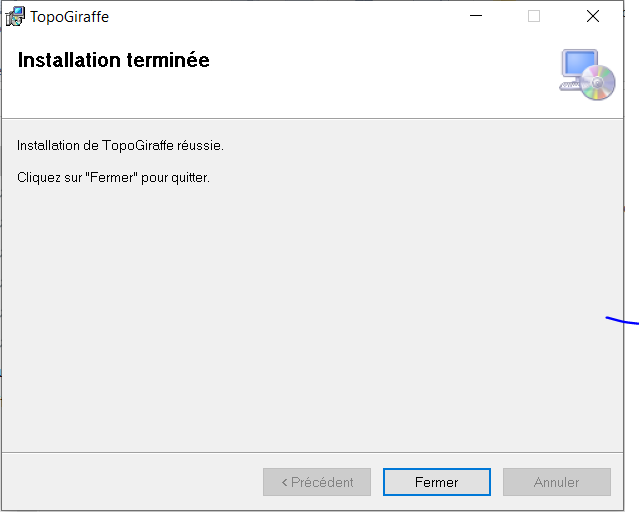 TopoGiraffe
Installation terminée
Installation de TopoGiraffe réussie.
Cliquez sur "Fermer" pour quitter.
< Précédent
Fermer
Annuler